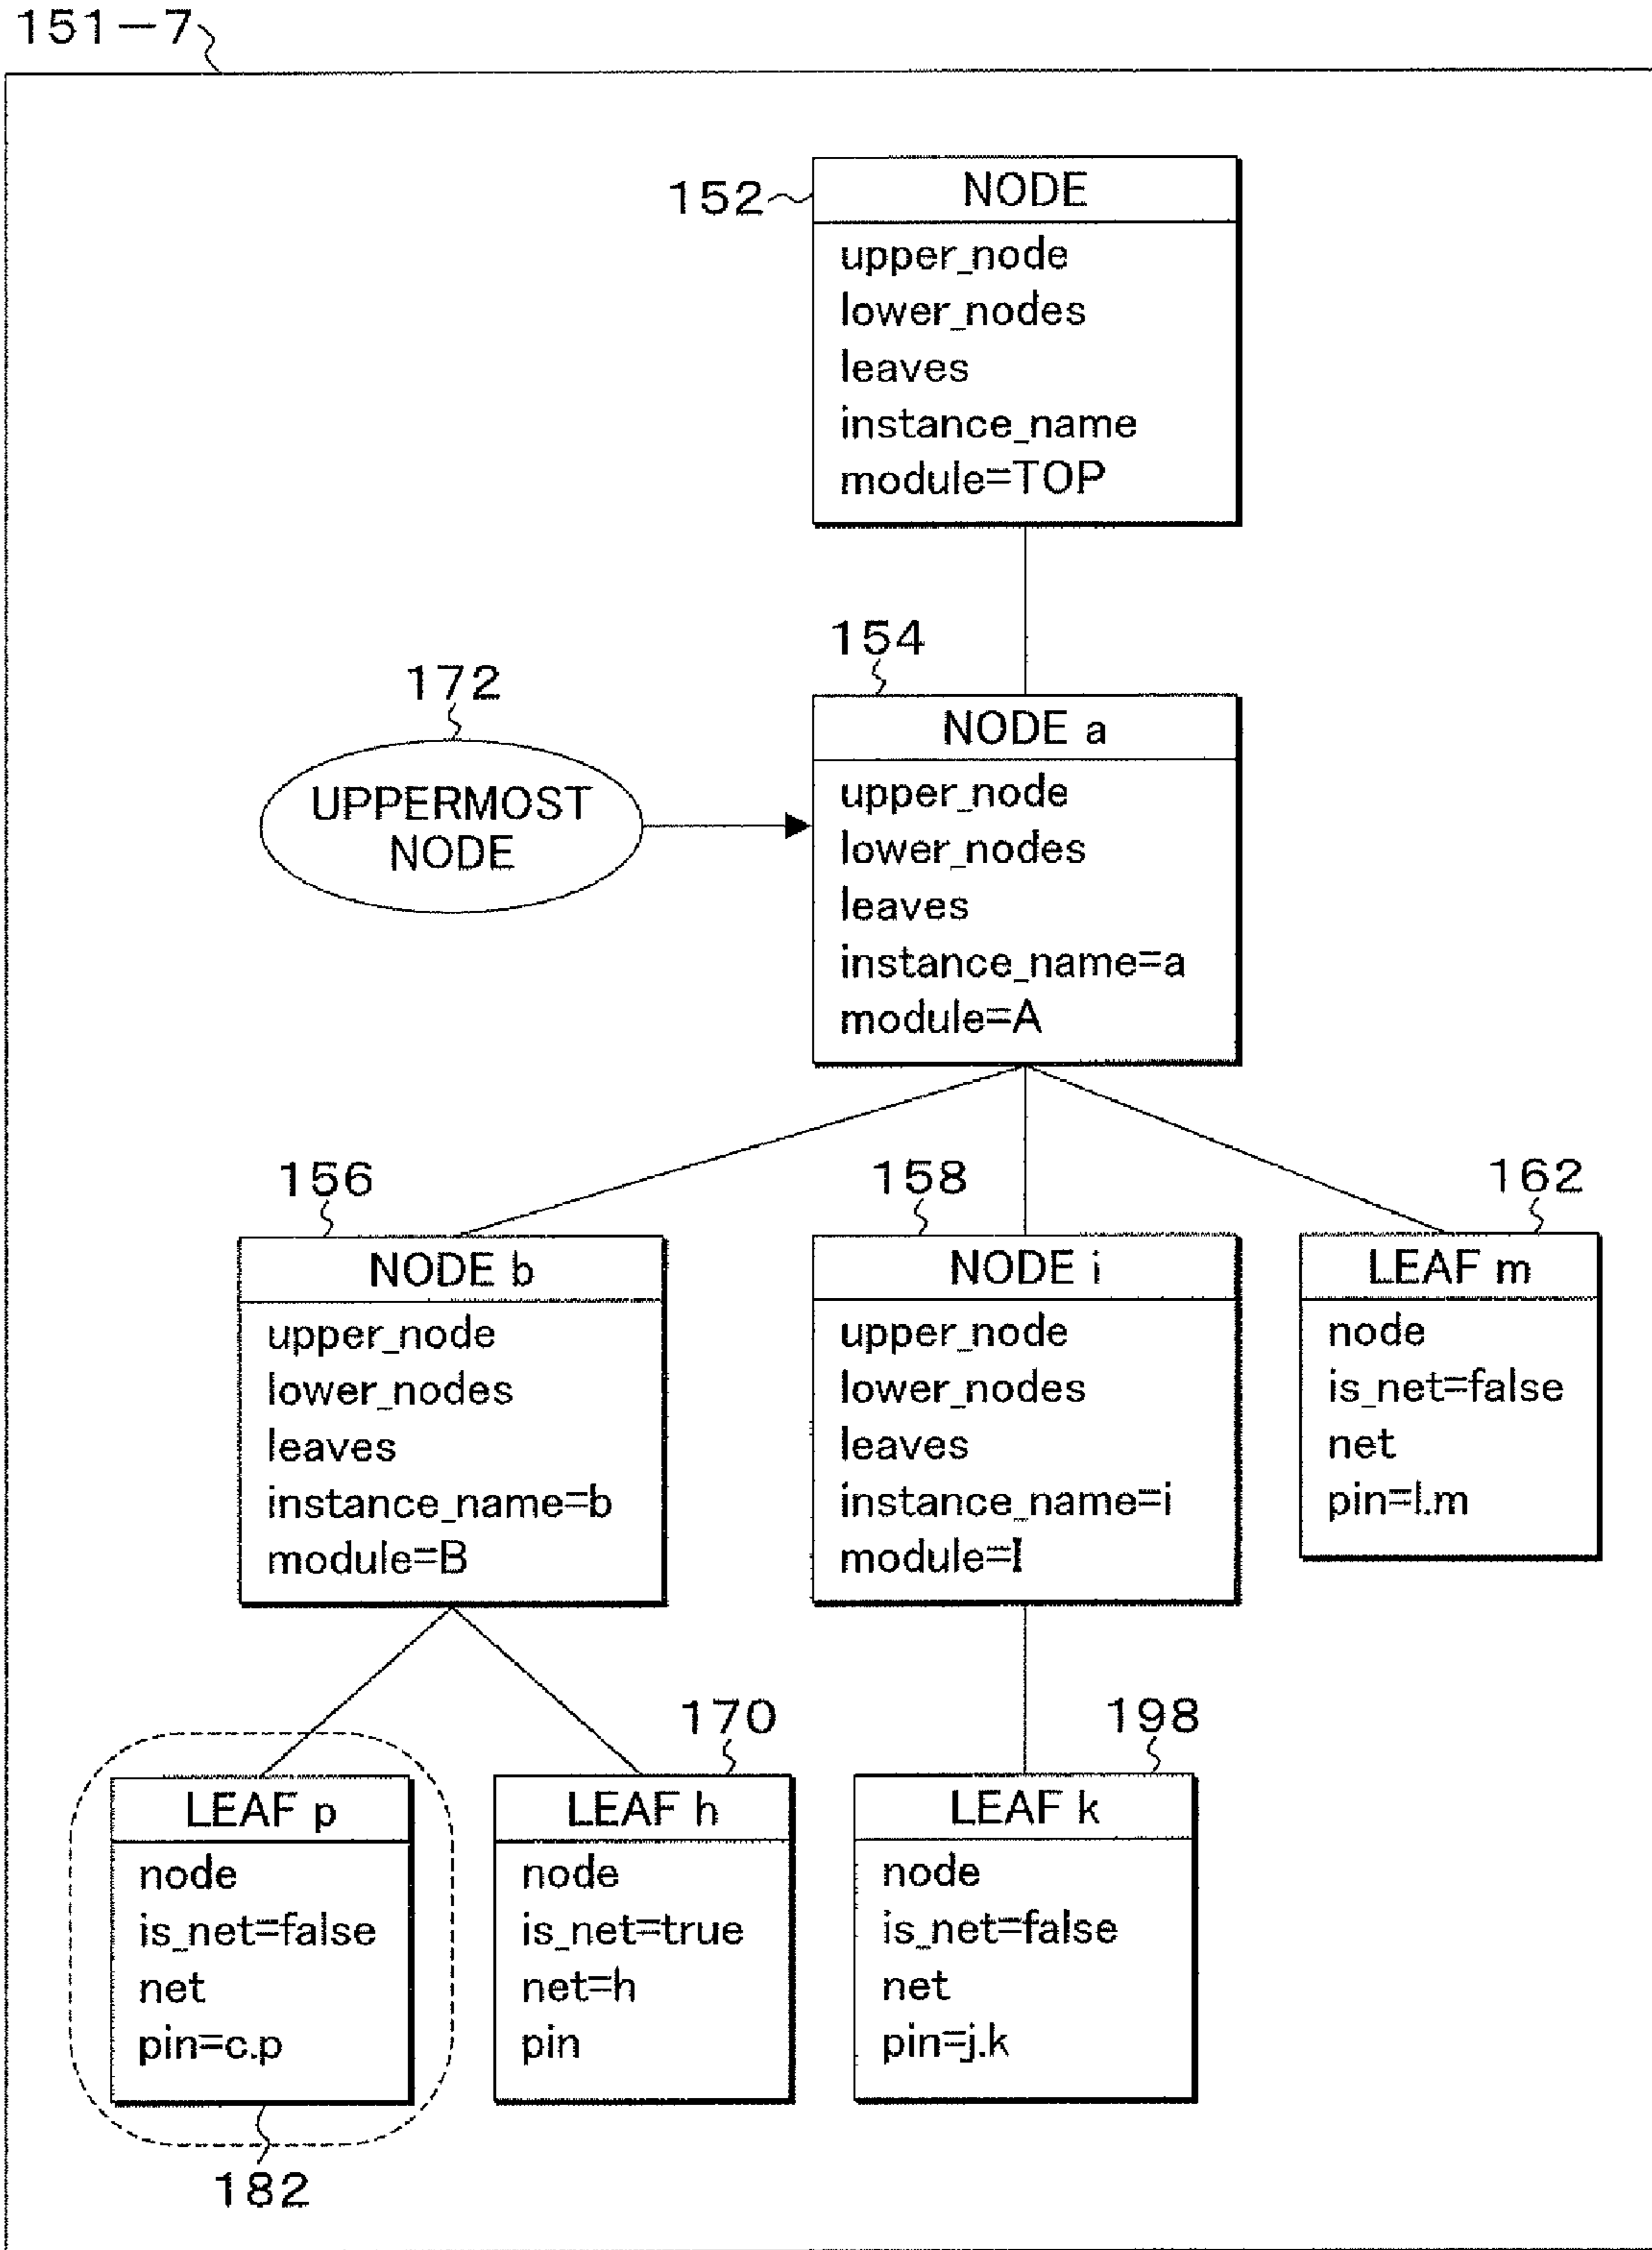 151-7
152
NODE
upper_node
lower_nodes
leaves
instance_name
module=TOP
154
172
UPPERMOST
NODE
NODE a
upper_node
lower_nodes
leaves
instance_name=a
module=A
156
158
162
NODE b
upper_node
lower_nodes
leaves
instance_name=b
module=B
NODE i
upper_node
lower_nodes
leaves
instance_name=i
module=I
LEAF m
node
is_net=false
net
pin=l.m
170
198
LEAF p
node
is_net=false
net
pin=c.p
LEAF h
node
is_net=true
net=h
pin
LEAF k
node
is_net=false
net
pin=j.k
182